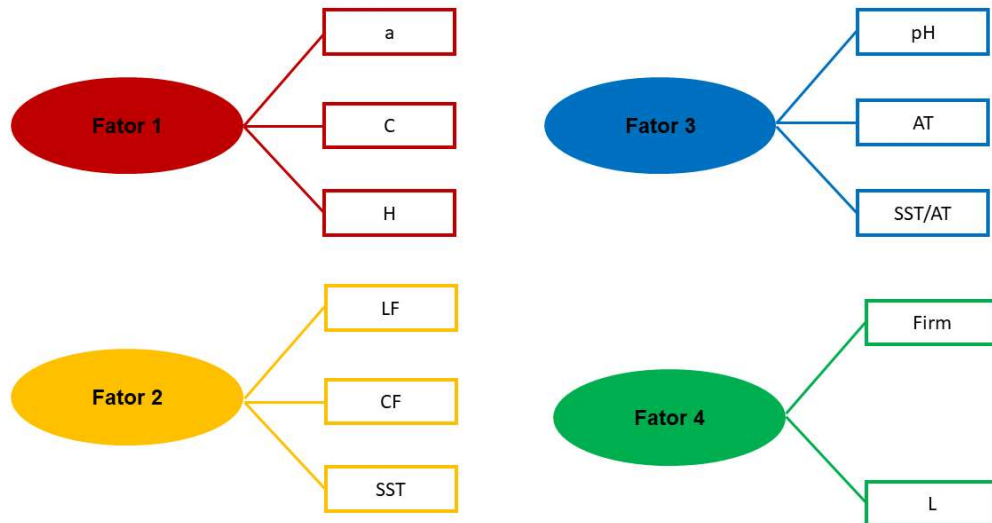 Fator 1
a
C
H
Fator 2
LF
CF
SST
Fator 3
pH
AT
SST/AT
Fator 4
Firm
L